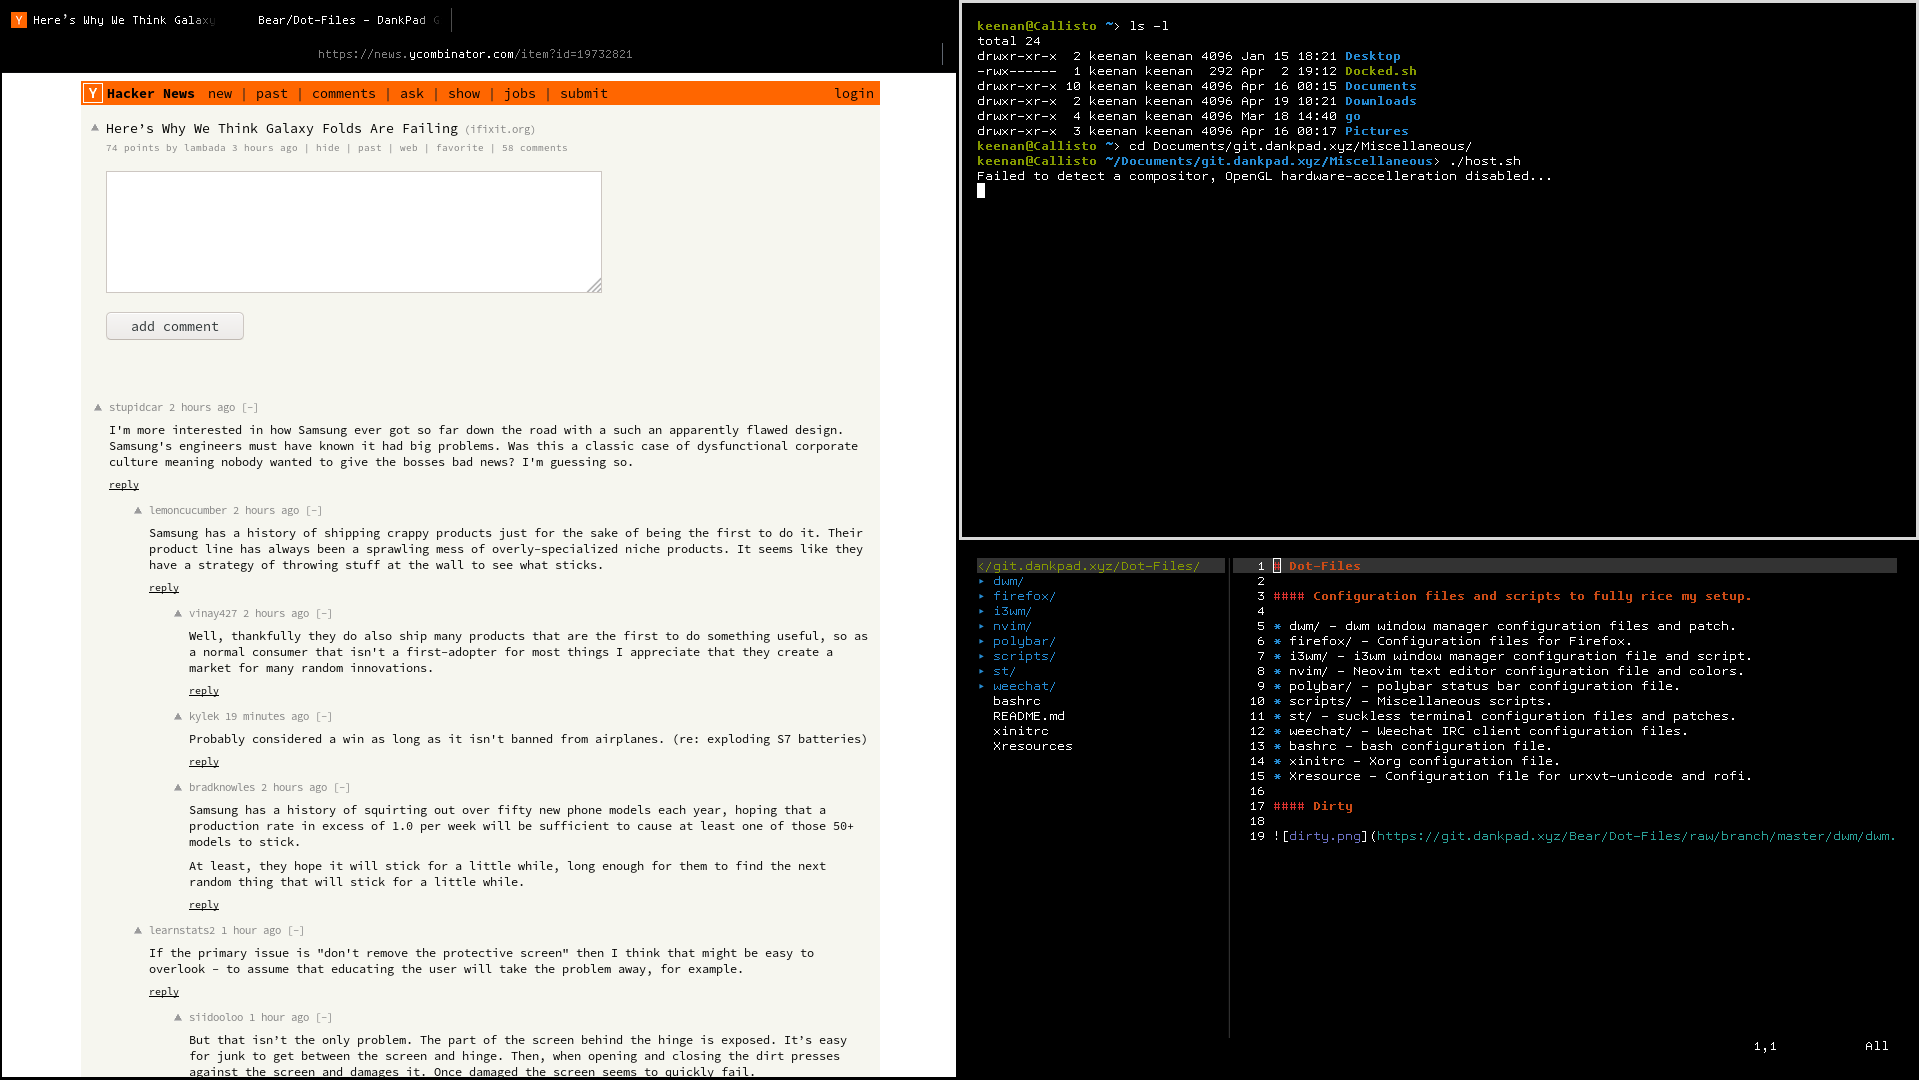 Y Here’s Why We Think Galaxy
Bear/Dot-Files - DankPad G
https://news.ycombinator.com/item?id=19732821
Y Hacker News new | past | comments | ask | show | jobs | submit login
Here’s Why We Think Galaxy Folds Are Failing (ifixit.org)
74 points by lambada 3 hours ago | hide | past | web | favorite | 58 comments
add comment
stupidcar 2 hours ago [-]
I'm more interested in how Samsung ever got so far down the road with a such an apparently flawed design.
Samsung's engineers must have known it had big problems. Was this a classic case of dysfunctional corporate
culture meaning nobody wanted to give the bosses bad news? I'm guessing so.
reply
lemoncucumber 2 hours ago [-]
Samsung has a history of shipping crappy products just for the sake of being the first to do it. Their
product line has always been a sprawling mess of overly-specialized niche products. It seems like they
have a strategy of throwing stuff at the wall to see what sticks.
reply
vinay427 2 hours ago [-]
Well, thankfully they do also ship many products that are the first to do something useful, so as
a normal consumer that isn't a first-adopter for most things I appreciate that they create a
market for many random innovations.
reply
kylek 19 minutes ago [-]
Probably considered a win as long as it isn't banned from airplanes. (re: exploding S7 batteries)
reply
bradknowles 2 hours ago [-]
Samsung has a history of squirting out over fifty new phone models each year, hoping that a
production rate in excess of 1.0 per week will be sufficient to cause at least one of those 50+
models to stick.
At least, they hope it will stick for a little while, long enough for them to find the next
random thing that will stick for a little while.
reply
learnstats2 1 hour ago [-]
If the primary issue is "don't remove the protective screen" then I think that might be easy to
overlook - to assume that educating the user will take the problem away, for example.
reply
siidooloo 1 hour ago [-]
But that isn’t the only problem. The part of the screen behind the hinge is exposed. It’s easy
for junk to get between the screen and hinge. Then, when opening and closing the dirt presses
against the screen and damages it. Once damaged the screen seems to quickly fail.
keenan@Callisto ~> ls -l
total 24
drwxr-xr-x 2 keenan keenan 4096 Jan 15 18:21 Desktop
-rwx------ 1 keenan keenan 292 Apr 2 19:12 Docked.sh
drwxr-xr-x 10 keenan keenan 4096 Apr 16 00:15 Documents
drwxr-xr-x 2 keenan keenan 4096 Apr 19 10:21 Downloads
drwxr-xr-x 4 keenan keenan 4096 Mar 18 14:40 go
drwxr-xr-x 3 keenan keenan 4096 Apr 16 00:17 Pictures
keenan@Callisto ~> cd Documents/git.dankpad.xyz/Miscellaneous/
keenan@Callisto ~/Documents/git.dankpad.xyz/Miscellaneous> ./host.sh
Failed to detect a compositor, OpenGL hardware-accelleration disabled...
</git.dankpad.xyz/Dot-Files/
▸ dwm/
▸ firefox/
▸ i3wm/
▸ nvim/
▸ polybar/
▸ scripts/
▸ st/
▸ weechat/
bashrc
README.md
xinitrc
Xresources
1 # Dot-Files
2
3 #### Configuration files and scripts to fully rice my setup.
4
5 * dwm/ - dwm window manager configuration files and patch.
6 * firefox/ - Configuration files for Firefox.
7 * i3wm/ - i3wm window manager configuration file and script.
8 * nvim/ - Neovim text editor configuration file and colors.
9 * polybar/ - polybar status bar configuration file.
10 * scripts/ - Miscellaneous scripts.
11 * st/ - suckless terminal configuration files and patches.
12 * weechat/ - Weechat IRC client configuration files.
13 * bashrc - bash configuration file.
14 * xinitrc - Xorg configuration file.
15 * Xresource - Configuration file for urxvt-unicode and rofi.
16
17 #### Dirty
18
19 ![dirty.png](https://git.dankpad.xyz/Bear/Dot-Files/raw/branch/master/dwm/dwm.
1,1 All